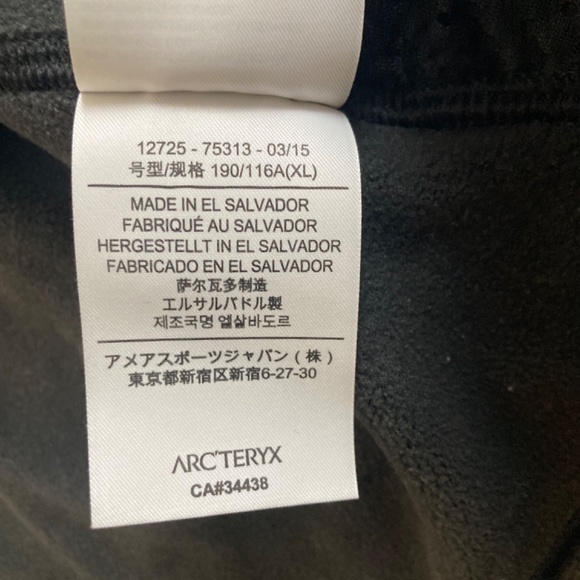 12725 - 75313 - 03/15
号型/规格 190/116A(XL)
MADE IN EL SALVADOR
FABRIQUÉ AU SALVADOR
HERGESTELLT IN EL SALVADOR
FABRICADO EN EL SALVADOR
萨尔瓦多制造
エルサルバドル製
제조국명 엘살바도르
アメアスポーツジャパン（株）
東京都新宿区新宿6-27-30
ARC'TERYX
CA#34438